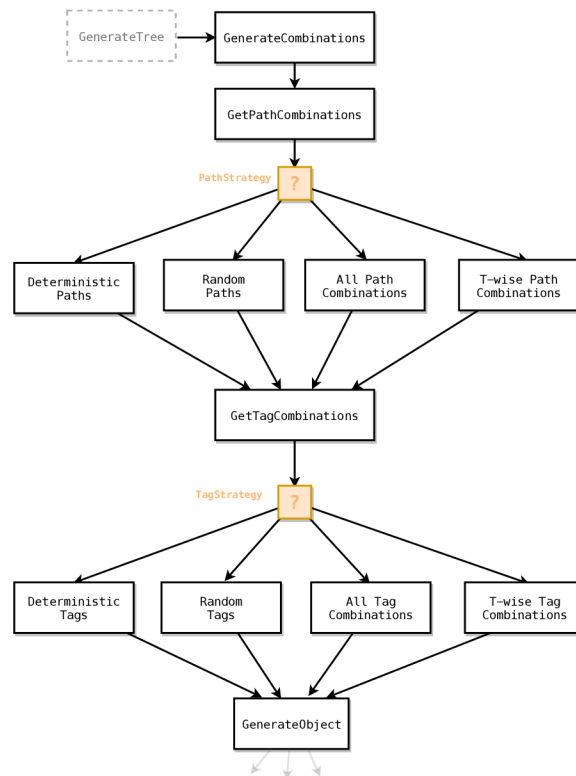 GenerateTree
GenerateCombinations
GetPathCombinations
PathStrategy
?
Deterministic
Paths
Random
Paths
All Path
Combinations
T-wise Path
Combinations
GetTagCombinations
TagStrategy
?
Deterministic
Tags
Random
Tags
All Tag
Combinations
T-wise Tag
Combinations
GenerateObject